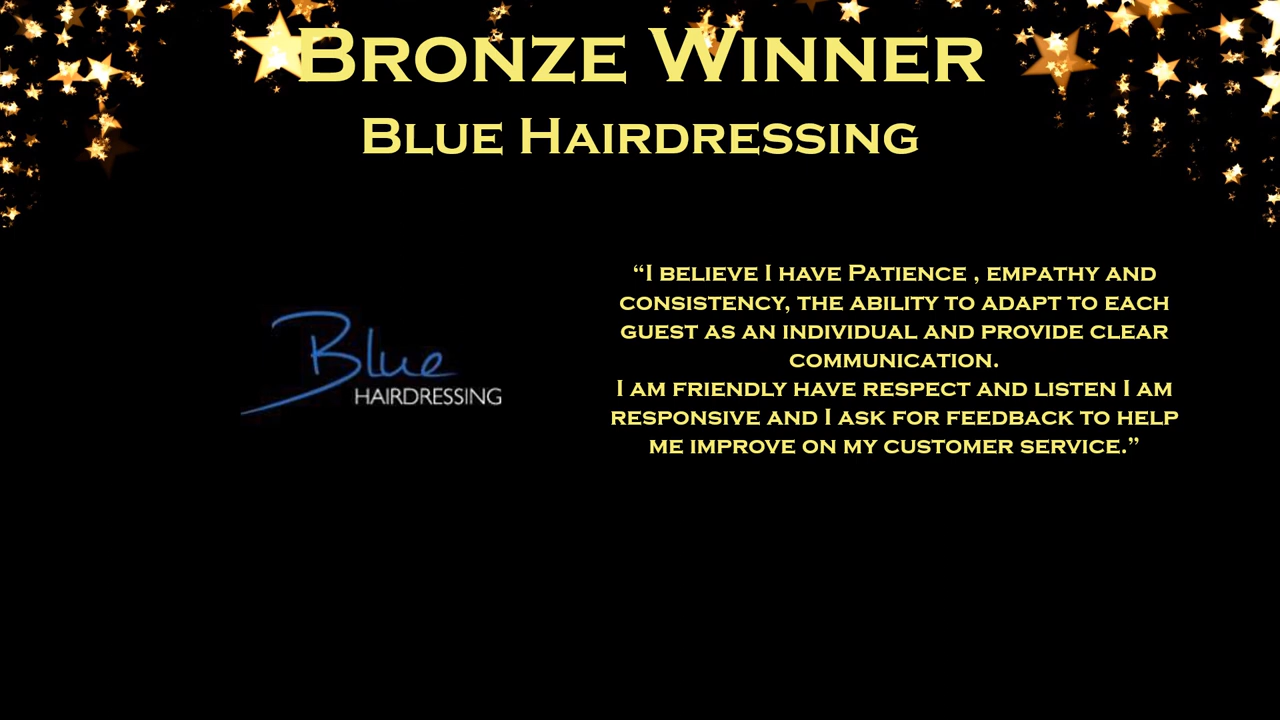 Bronze Winner
Blue Hairdressing
“I believe I have Patience , empathy and
consistency, the ability to adapt to each
guest as an individual and provide clear
communication.
I am friendly have respect and listen I am
responsive and I ask for feedback to help
me improve on my customer service.”
Blue
HAIRDRESSING